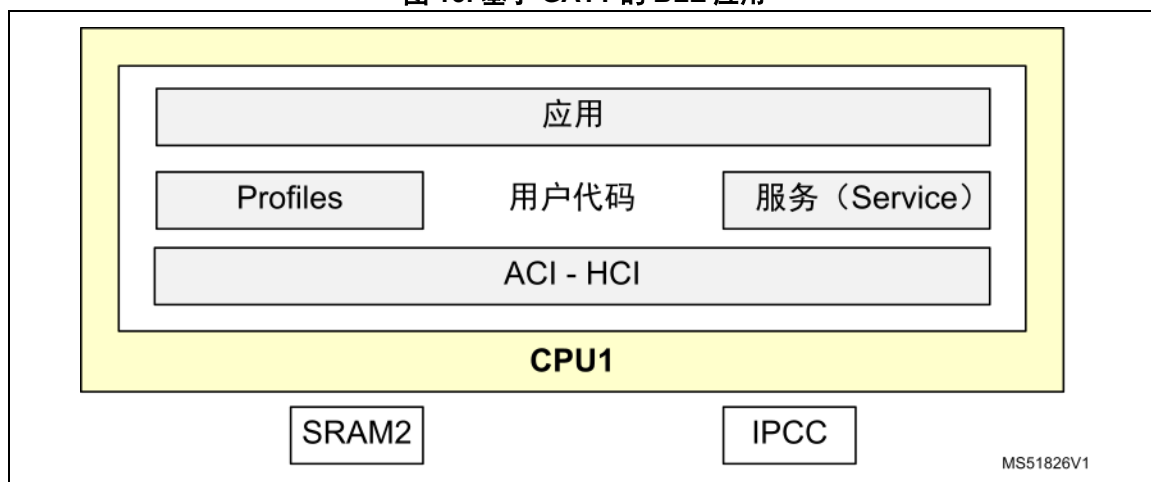 应用
Profiles
用户代码
服务（Service）
ACI - HCI
CPU1
SRAM2
IPCC
MS51826V1